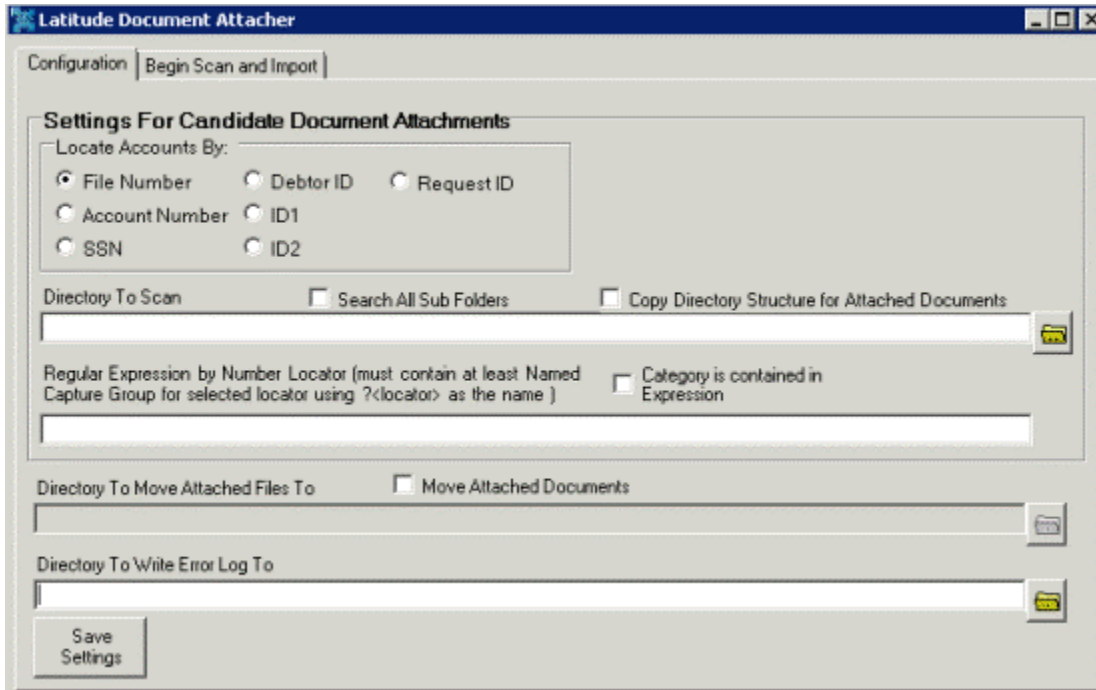 Latitude Document Attacher
Configuration Begin Scan and Import
Settings For Candidate Document Attachments
Locate Accounts By:
File Number Debtor ID Request ID
Account Number ID1
SSN ID2
Directory To Scan Search All Sub Folders Copy Directory Structure for Attached Documents
Regular Expression by Number Locator (must contain at least Named
Capture Group for selected locator using ?<locator> as the name )
Category is contained in
Expression
Directory To Move Attached Files To Move Attached Documents
Directory To Write Error Log To
Save
Settings